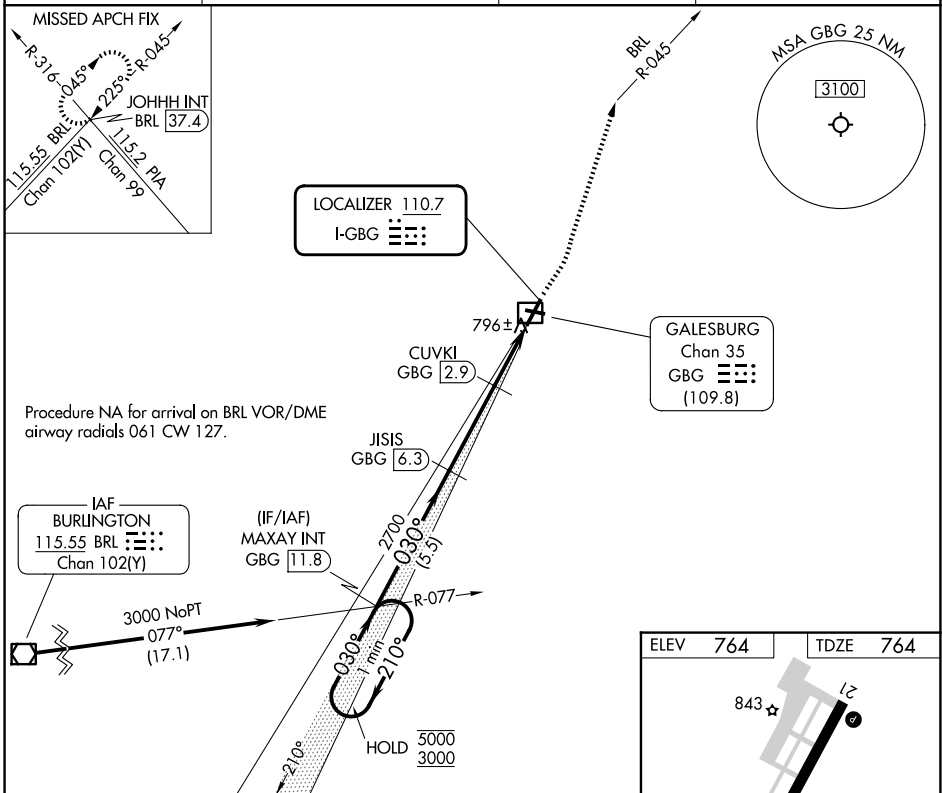 MISSED APCH FIX
R-316
045°
225°
R-045
JOHHH INT
BRL 37.4
115.55 BRL
Chan 102(Y)
115.2 PIA
Chan 99
BRL
R-045
MSA GBG 25 NM
3100
LOCALIZER 110.7
I-GBG
796±
GALESBURG
Chan 35
GBG
(109.8)
CUVKI
GBG 2.9
Procedure NA for arrival on BRL VOR/DME
airway radials 061 CW 127.
JISIS
GBG 6.3
IAF
BURLINGTON
115.55 BRL
Chan 102(Y)
(IF/IAF)
MAXAY INT
GBG 11.8
2700
030°
(5.5)
3000 NoPT
077°
(17.1)
R-077
030°
1 min
210°
HOLD 5000
3000
210°
ELEV 764
TDZE 764
843
21
P